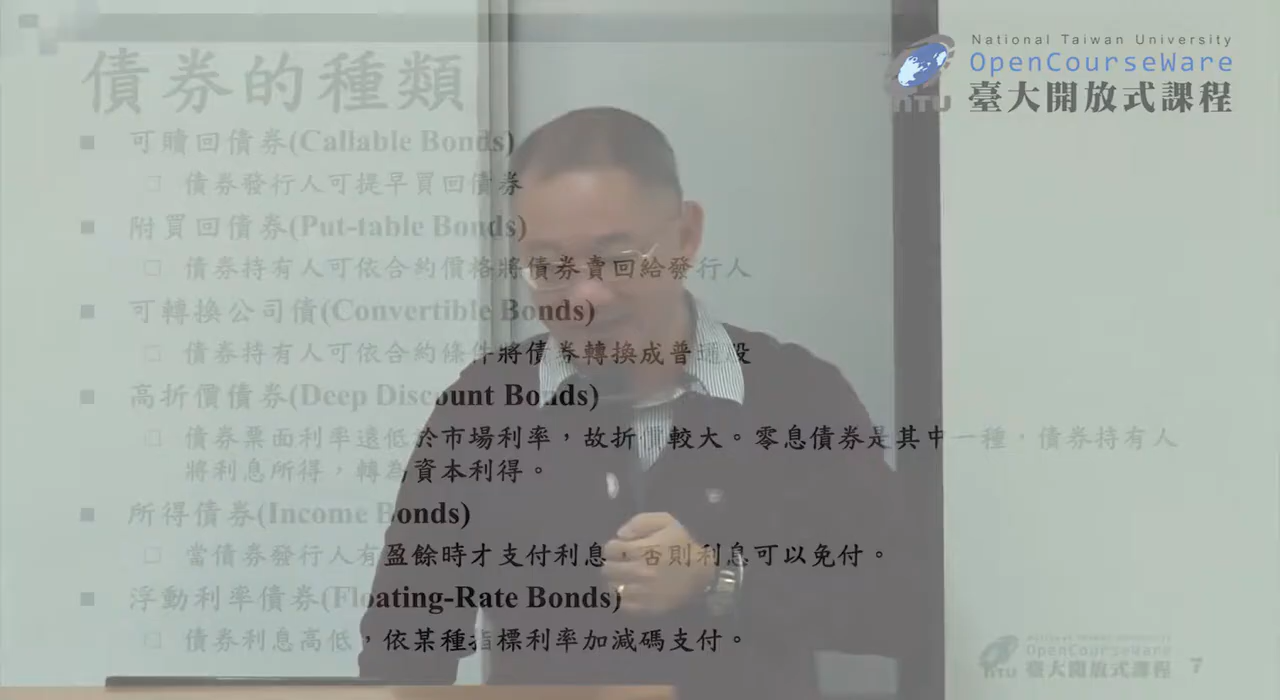 National Taiwan University
OpenCourseWare
NTU 臺大開放式課程
債券的種類
■ 可贖回債券(Callable Bonds)
□ 債券發行人可提早買回債券
■ 附買回債券(Put-table Bonds)
□ 債券持有人可依合約價格將債券賣回給發行人
■ 可轉換公司債(Convertible Bonds)
□ 債券持有人可依合約條件將債券轉換成普通股
■ 高折價債券(Deep Discount Bonds)
□ 債券票面利率遠低於市場利率，故折價較大。零息債券是其中一種，債券持有人
將利息所得，轉為資本利得。
■ 所得債券(Income Bonds)
□ 當債券發行人有盈餘時才支付利息，否則利息可以免付。
■ 浮動利率債券(Floating-Rate Bonds)
□ 債券利息高低，依某種指標利率加減碼支付。
National Taiwan University
OpenCourseWare
NTU 臺大開放式課程 7